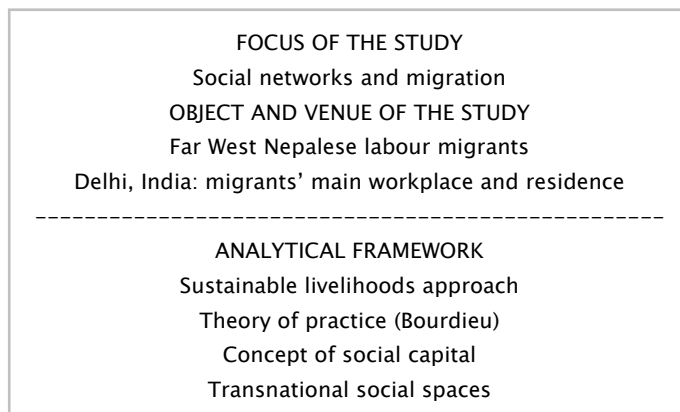 FOCUS OF THE STUDY
Social networks and migration
OBJECT AND VENUE OF THE STUDY
Far West Nepalese labour migrants
Delhi, India: migrants’ main workplace and residence
---------------------------------------------------
ANALYTICAL FRAMEWORK
Sustainable livelihoods approach
Theory of practice (Bourdieu)
Concept of social capital
Transnational social spaces